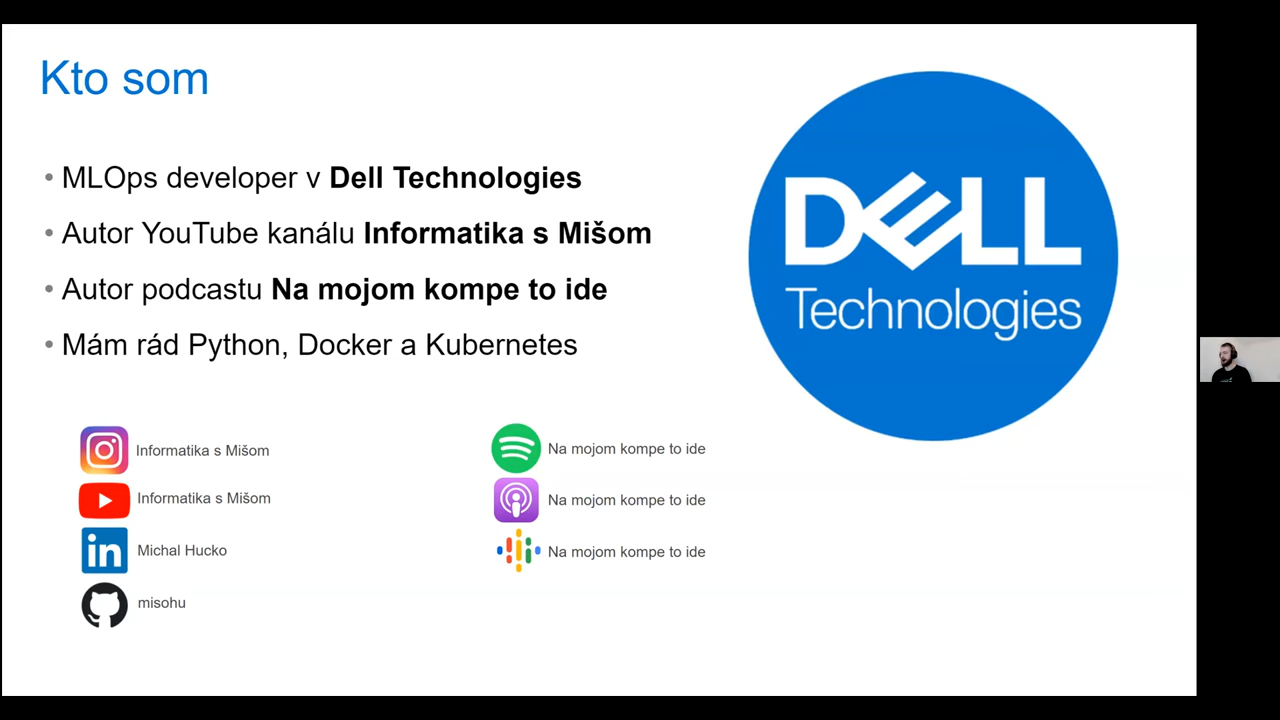 Kto som
• MLOps developer v Dell Technologies
• Autor YouTube kanálu Informatika s Mišom
• Autor podcastu Na mojom kompe to ide
• Mám rád Python, Docker a Kubernetes
DELL
Technologies
Informatika s Mišom
Informatika s Mišom
in
Michal Hucko
misohu
Na mojom kompe to ide
Na mojom kompe to ide
Na mojom kompe to ide